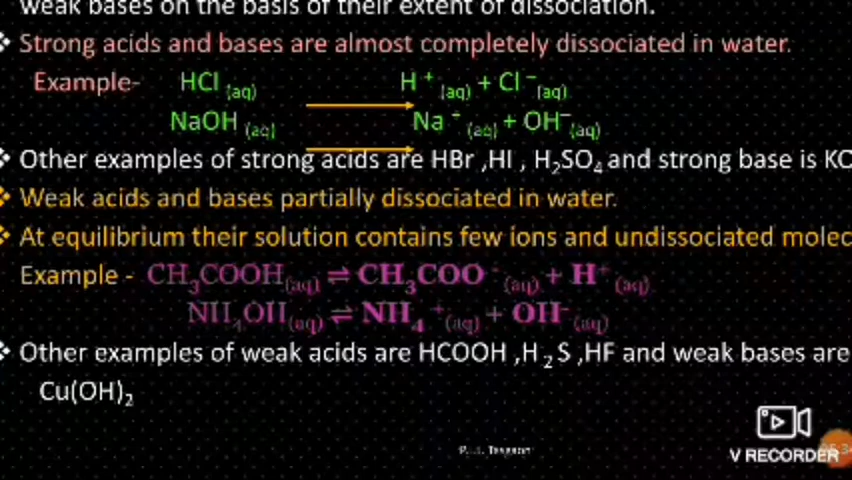 weak bases on the basis of their extent of dissociation.
❖ Strong acids and bases are almost completely dissociated in water.
Example- HCl (aq) ⟶ H⁺ (aq) + Cl⁻ (aq)
NaOH (aq) ⟶ Na⁺ (aq) + OH⁻ (aq)
❖ Other examples of strong acids are HBr ,HI , H₂SO₄ and strong base is
❖ Weak acids and bases partially dissociated in water.
❖ At equilibrium their solution contains few ions and undissociated molec
Example - CH₃COOH(aq) ⇌ CH₃COO⁻ (aq) + H⁺ (aq)
NH₄OH(aq) ⇌ NH₄⁺ (aq) + OH⁻ (aq)
❖ Other examples of weak acids are HCOOH ,H₂S ,HF and weak bases are
Cu(OH)₂
V RECORDER